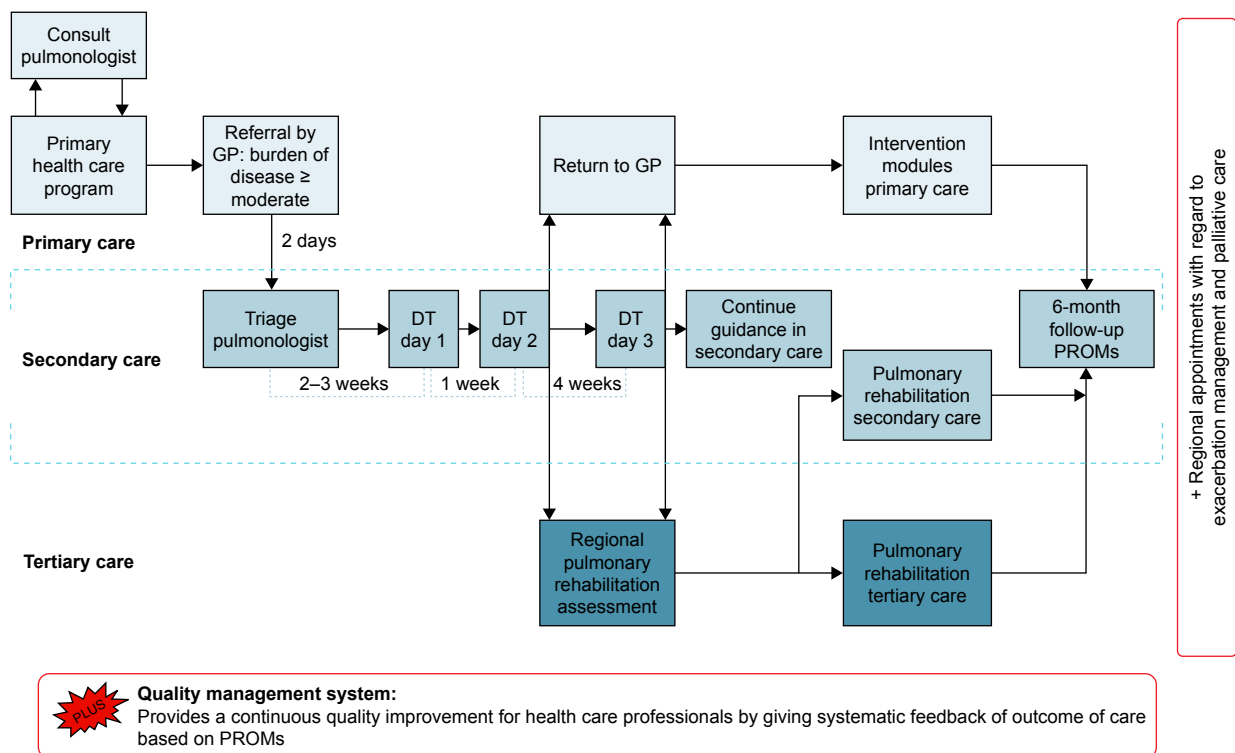 Consult
pulmonologist
Primary
health care
program
Referral by
GP: burden of
disease ≥
moderate
Return to GP
Intervention
modules
primary care
Primary care
2 days
Triage
pulmonologist
DT
day 1
DT
day 2
DT
day 3
Continue
guidance in
secondary care
6-month
follow-up
PROMs
Secondary care
2–3 weeks
1 week
4 weeks
Pulmonary
rehabilitation
secondary care
Tertiary care
Regional
pulmonary
rehabilitation
assessment
Pulmonary
rehabilitation
tertiary care
+ Regional appointments with regard to
exacerbation management and palliative care
PLUS
Quality management system:
Provides a continuous quality improvement for health care professionals by giving systematic feedback of outcome of care
based on PROMs